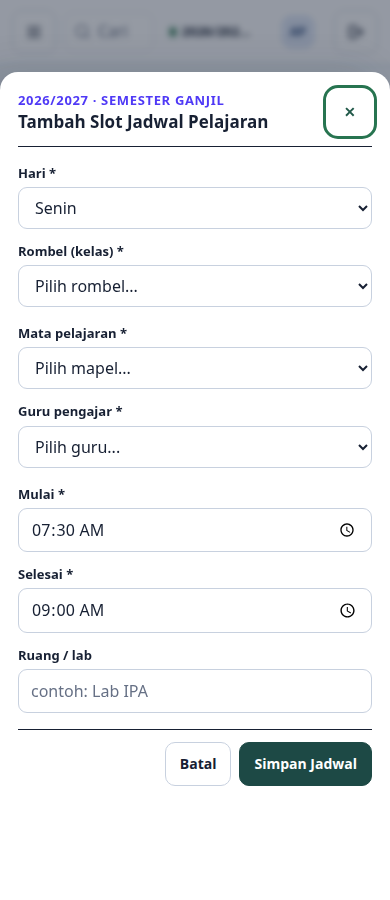 Cari
2026/2027 · SEMESTER GANJIL
Tambah Slot Jadwal Pelajaran
×
Hari *
Senin
Rombel (kelas) *
Pilih rombel...
Mata pelajaran *
Pilih mapel...
Guru pengajar *
Pilih guru...
Mulai *
07:30 AM
Selesai *
09:00 AM
Ruang / lab
contoh: Lab IPA
Batal
Simpan Jadwal